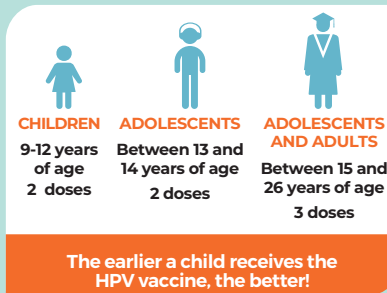 CHILDREN
9-12 years
of age
2 doses
ADOLESCENTS
Between 13 and
14 years of age
2 doses
ADOLESCENTS
AND ADULTS
Between 15 and
26 years of age
3 doses
The earlier a child receives the
HPV vaccine, the better!